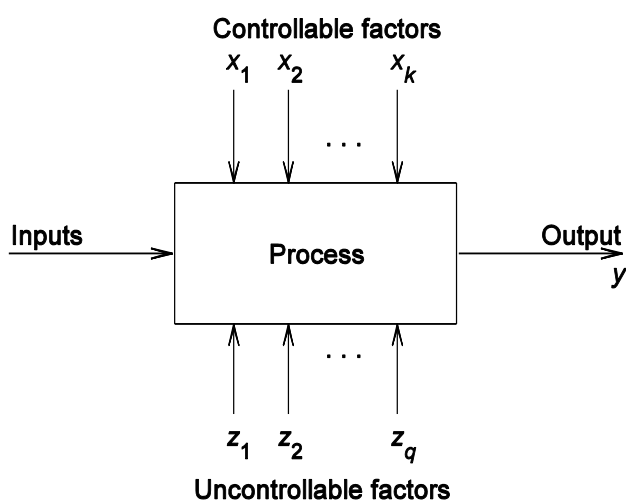 Controllable factors
x1 x2 xk
. . .
Inputs
Process
Output
y
. . .
z1 z2 zq
Uncontrollable factors